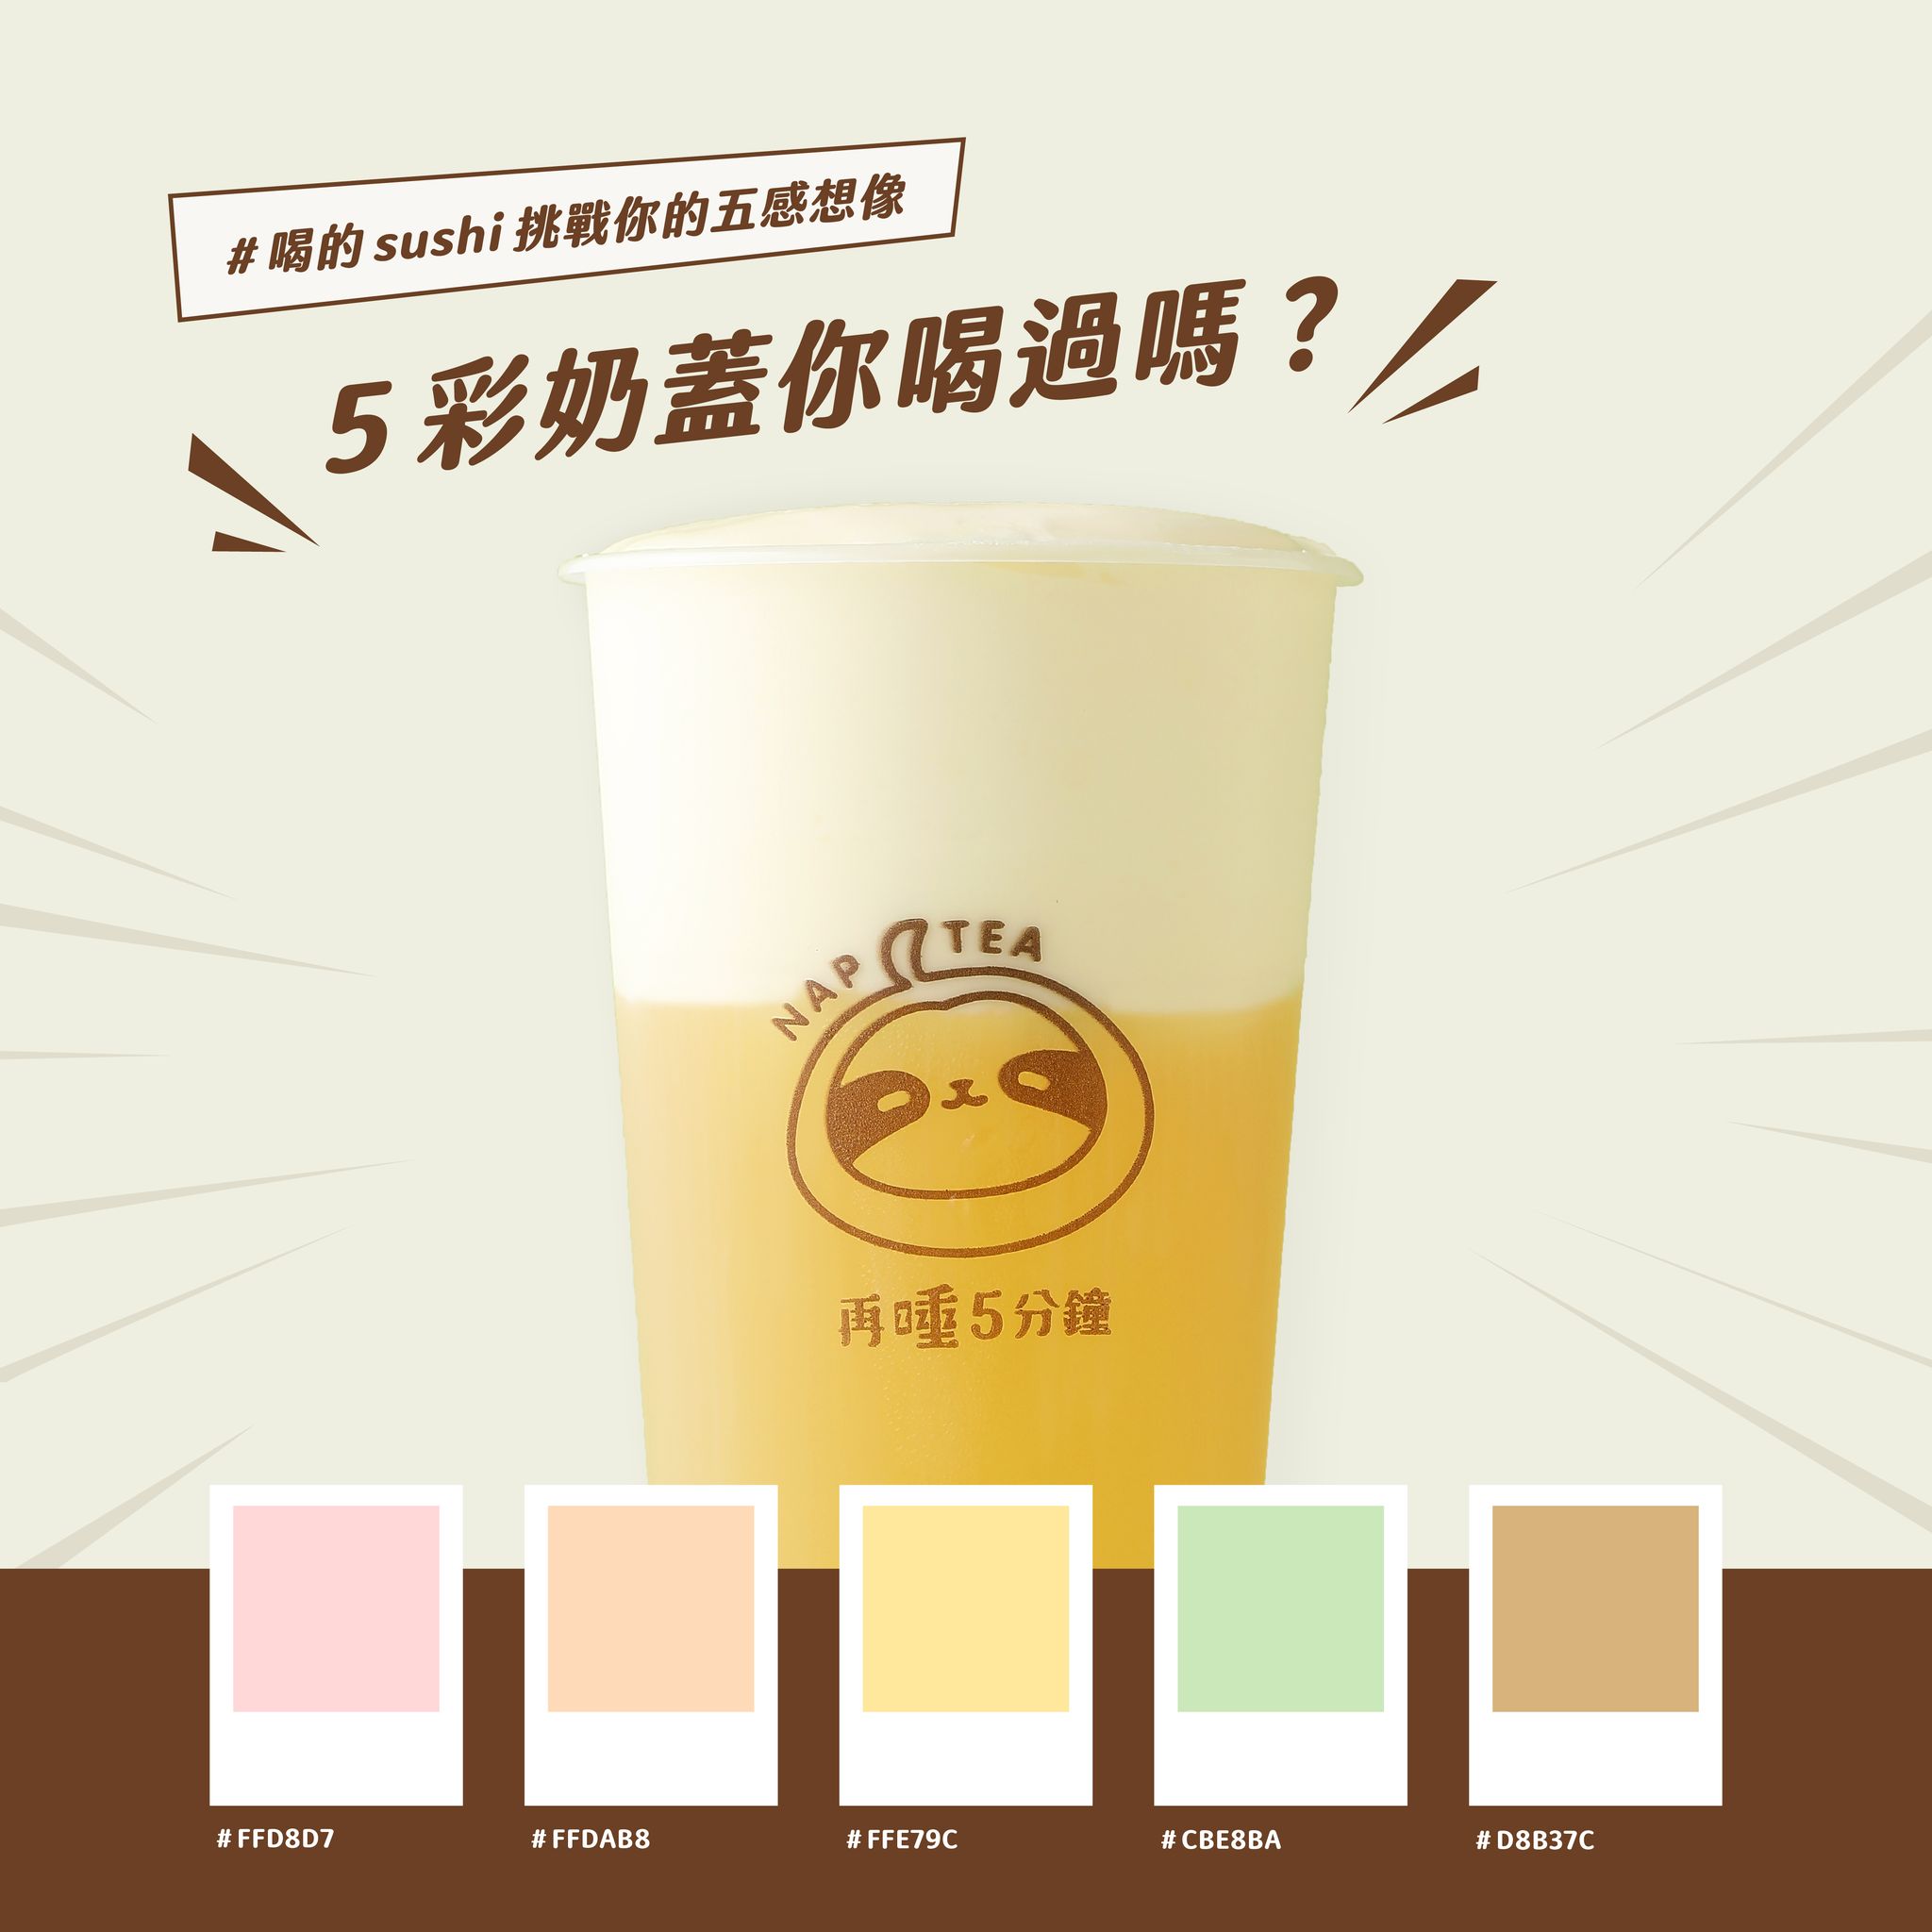 # 喝的 sushi 挑戰你的五感想像
5 彩奶蓋你喝過嗎？
NAP TEA
再睡5分鐘
# FFD8D7
# FFDAB8
# FFE79C
# CBE8BA
# D8B37C